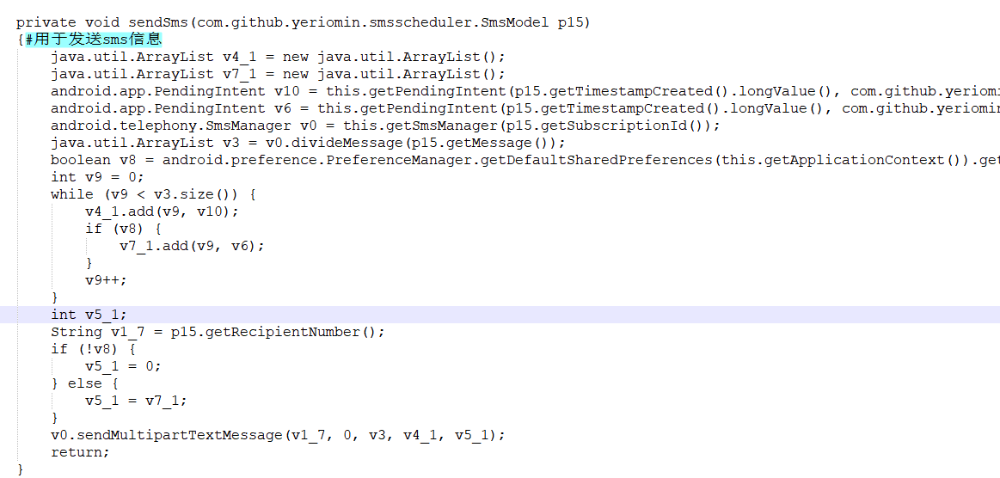 private void sendSms(com.github.yeriomin.smsscheduler.SmsModel p15)
{#用于发送sms信息
    java.util.ArrayList v4_1 = new java.util.ArrayList();
    java.util.ArrayList v7_1 = new java.util.ArrayList();
    android.app.PendingIntent v10 = this.getPendingIntent(p15.getTimestampCreated().longValue(), com.github.yeriomi
    android.app.PendingIntent v6 = this.getPendingIntent(p15.getTimestampCreated().longValue(), com.github.yeriomin
    android.telephony.SmsManager v0 = this.getSmsManager(p15.getSubscriptionId());
    java.util.ArrayList v3 = v0.divideMessage(p15.getMessage());
    boolean v8 = android.preference.PreferenceManager.getDefaultSharedPreferences(this.getApplicationContext()).get
    int v9 = 0;
    while (v9 < v3.size()) {
        v4_1.add(v9, v10);
        if (v8) {
            v7_1.add(v9, v6);
        }
        v9++;
    }
    int v5_1;
    String v1_7 = p15.getRecipientNumber();
    if (!v8) {
        v5_1 = 0;
    } else {
        v5_1 = v7_1;
    }
    v0.sendMultipartTextMessage(v1_7, 0, v3, v4_1, v5_1);
    return;
}